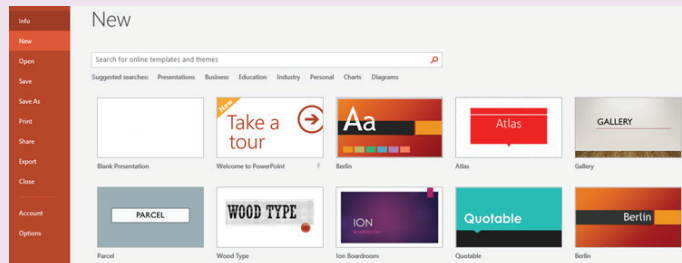 Info
New
Open
Save
Save As
Print
Share
Export
Close
Account
Options
New
Search for online templates and themes
Suggested searches: Presentations Business Education Industry Personal Charts Diagrams
New
Take a
tour
Aa
Atlas
GALLERY
Blank Presentation Welcome to PowerPoint Berlin Atlas Gallery
PARCEL
WOOD TYPE
ION
BOARDROOM
Quotable
Berlin
Parcel Wood Type Ion Boardroom Quotable Berlin